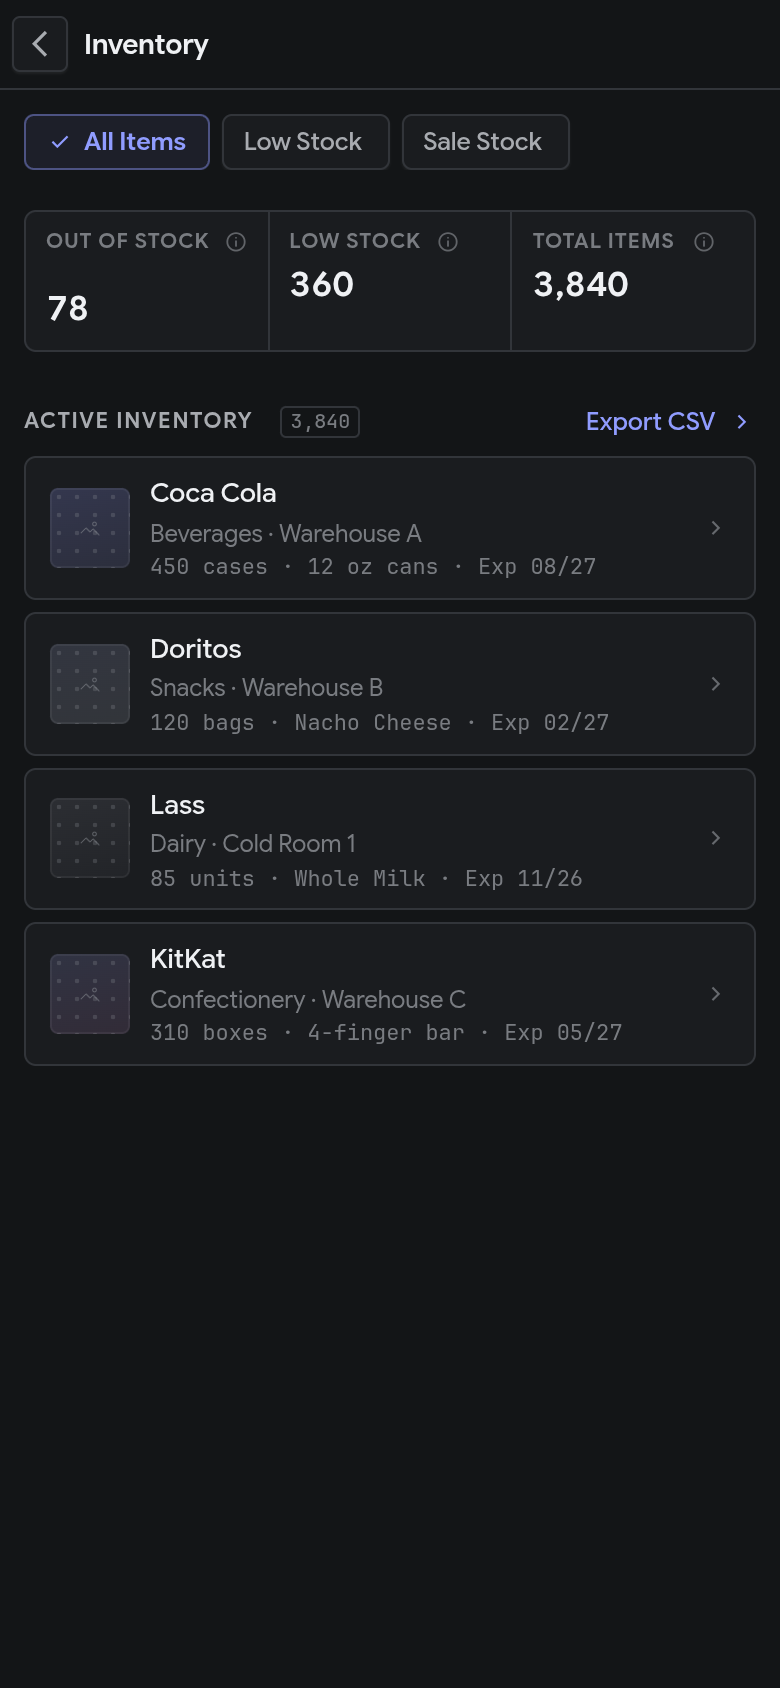 Inventory
All Items
Low Stock
Sale Stock
OUT OF STOCK
78
LOW STOCK
360
TOTAL ITEMS
3,840
ACTIVE INVENTORY 3,840
Export CSV
Coca Cola
Beverages · Warehouse A
450 cases · 12 oz cans · Exp 08/27
Doritos
Snacks · Warehouse B
120 bags · Nacho Cheese · Exp 02/27
Lass
Dairy · Cold Room 1
85 units · Whole Milk · Exp 11/26
KitKat
Confectionery · Warehouse C
310 boxes · 4-finger bar · Exp 05/27